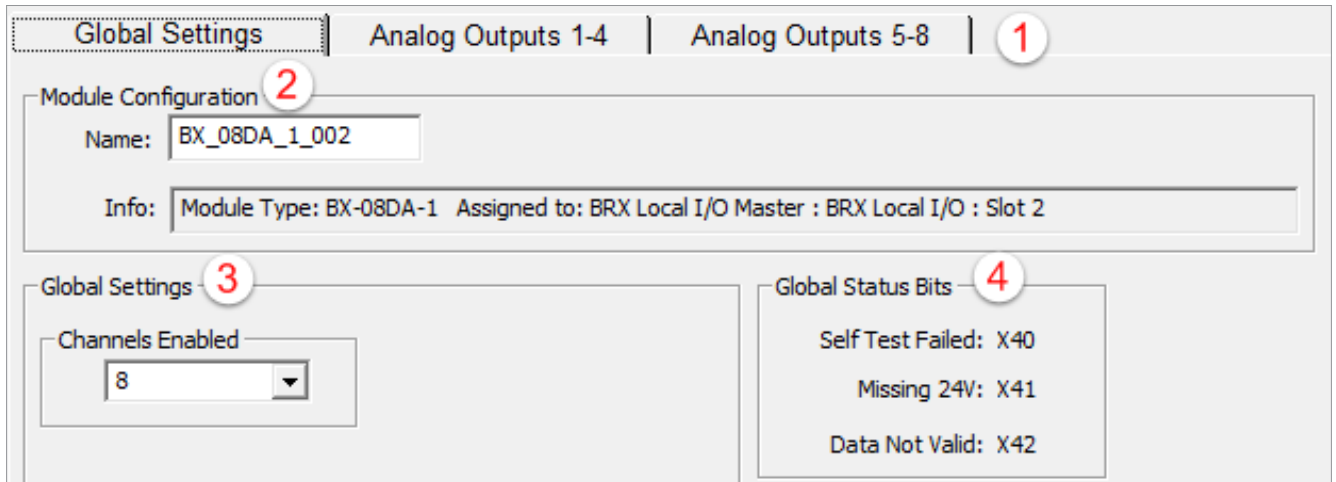 Global Settings Analog Outputs 1-4 Analog Outputs 5-8 1
Module Configuration 2
Name: BX_08DA_1_002
Info: Module Type: BX-08DA-1 Assigned to: BRX Local I/O Master : BRX Local I/O : Slot 2
Global Settings 3
Channels Enabled
8
Global Status Bits 4
Self Test Failed: X40
Missing 24V: X41
Data Not Valid: X42